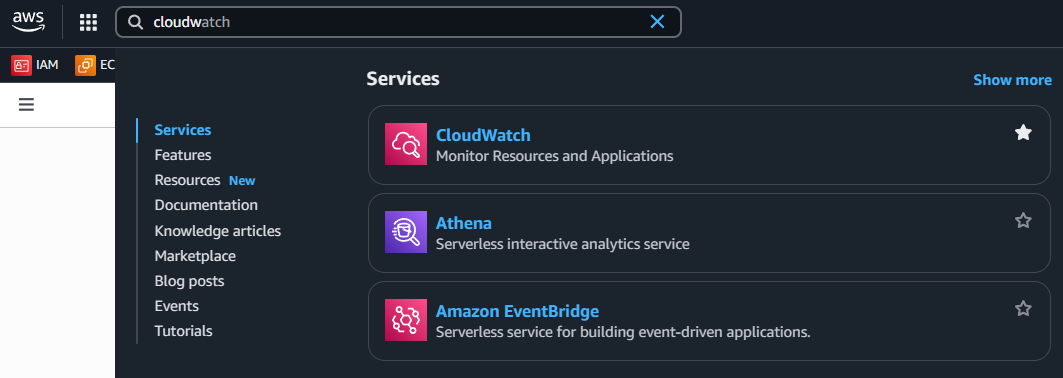 aws
cloudwatch
IAM
EC
Services
Features
Resources New
Documentation
Knowledge articles
Marketplace
Blog posts
Events
Tutorials
Services
Show more
CloudWatch
Monitor Resources and Applications
Athena
Serverless interactive analytics service
Amazon EventBridge
Serverless service for building event-driven applications.